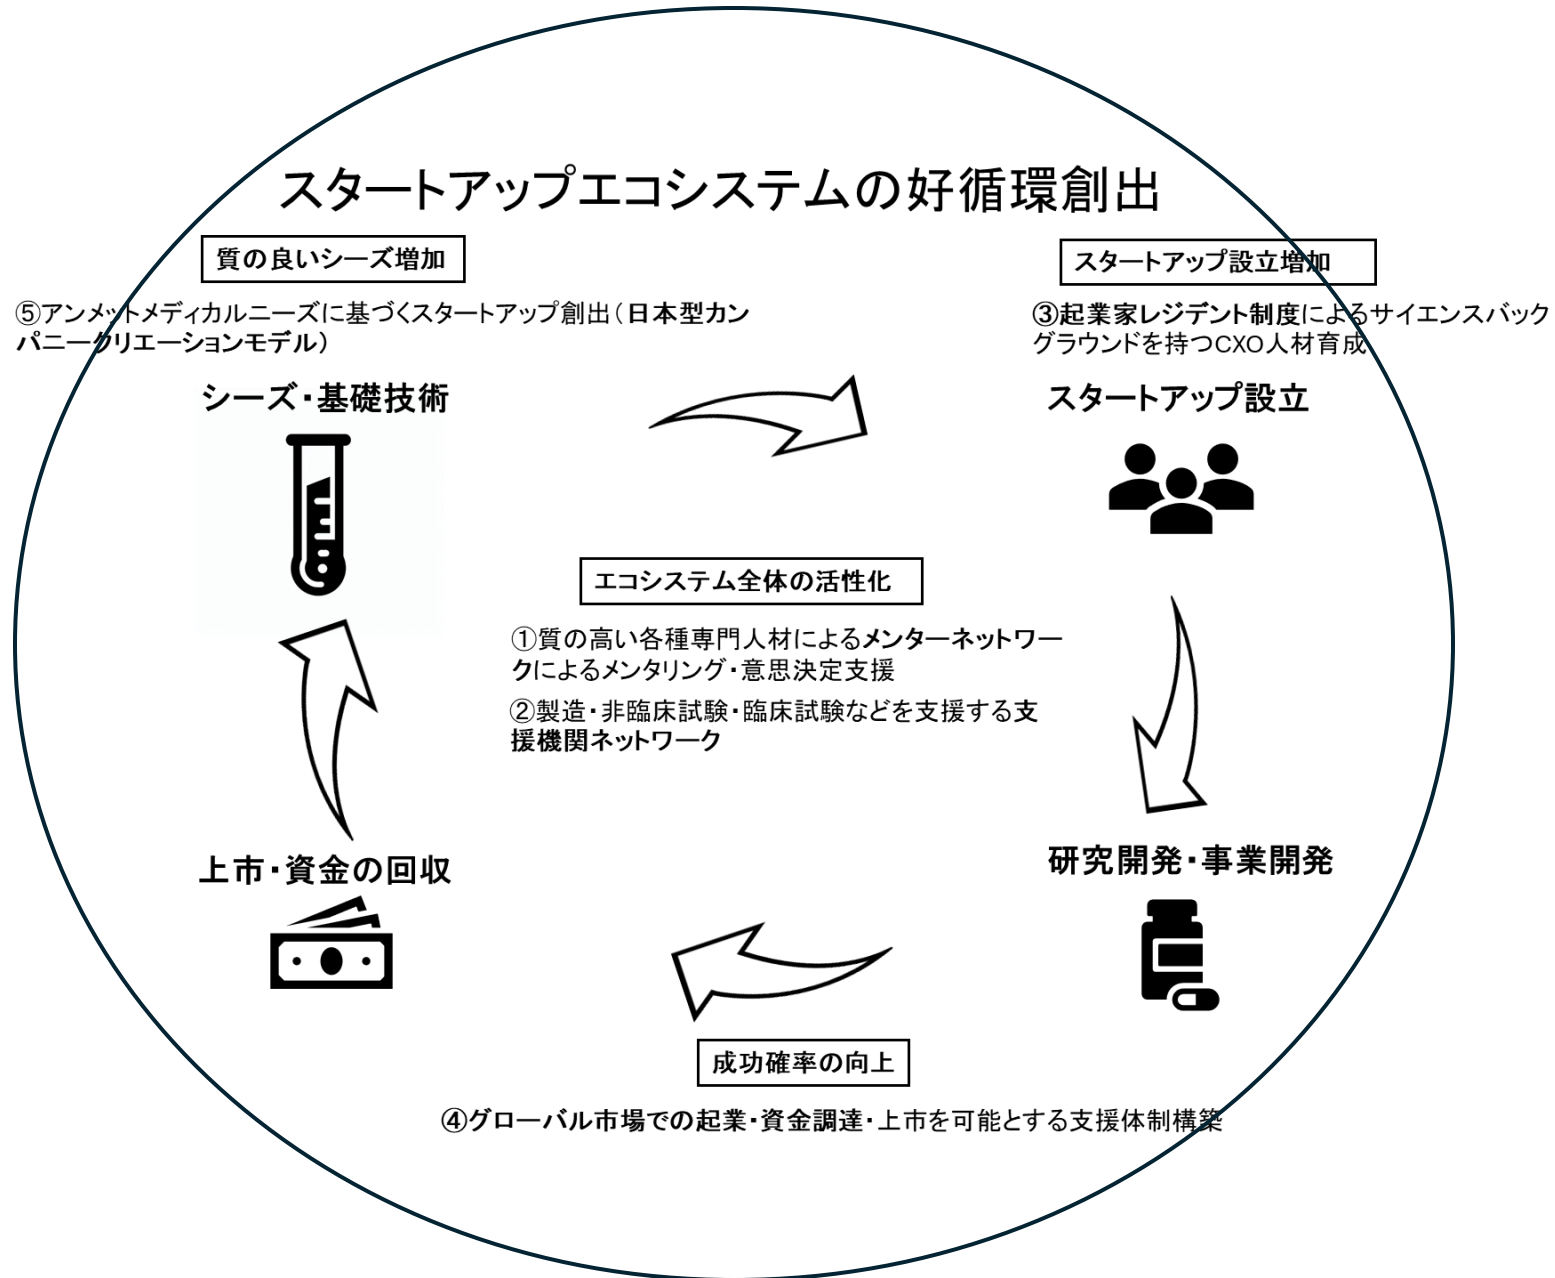 スタートアップエコシステムの好循環創出
質の良いシーズ増加
⑤アンメットメディカルニーズに基づくスタートアップ創出（日本型カン
パニークリエーションモデル）
シーズ・基礎技術
スタートアップ設立増加
③起業家レジデント制度によるサイエンスバック
グラウンドを持つCXO人材育成
スタートアップ設立
エコシステム全体の活性化
①質の高い各種専門人材によるメンターネットワー
クによるメンタリング・意思決定支援
②製造・非臨床試験・臨床試験などを支援する支
援機関ネットワーク
上市・資金の回収
研究開発・事業開発
成功確率の向上
④グローバル市場での起業・資金調達・上市を可能とする支援体制構築